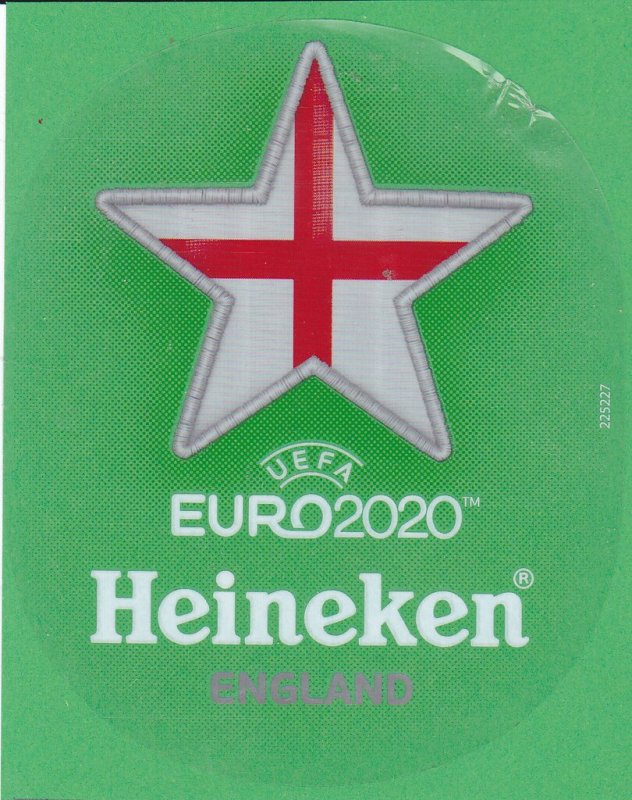 UEFA
EURO2020™
Heineken®
ENGLAND
225227